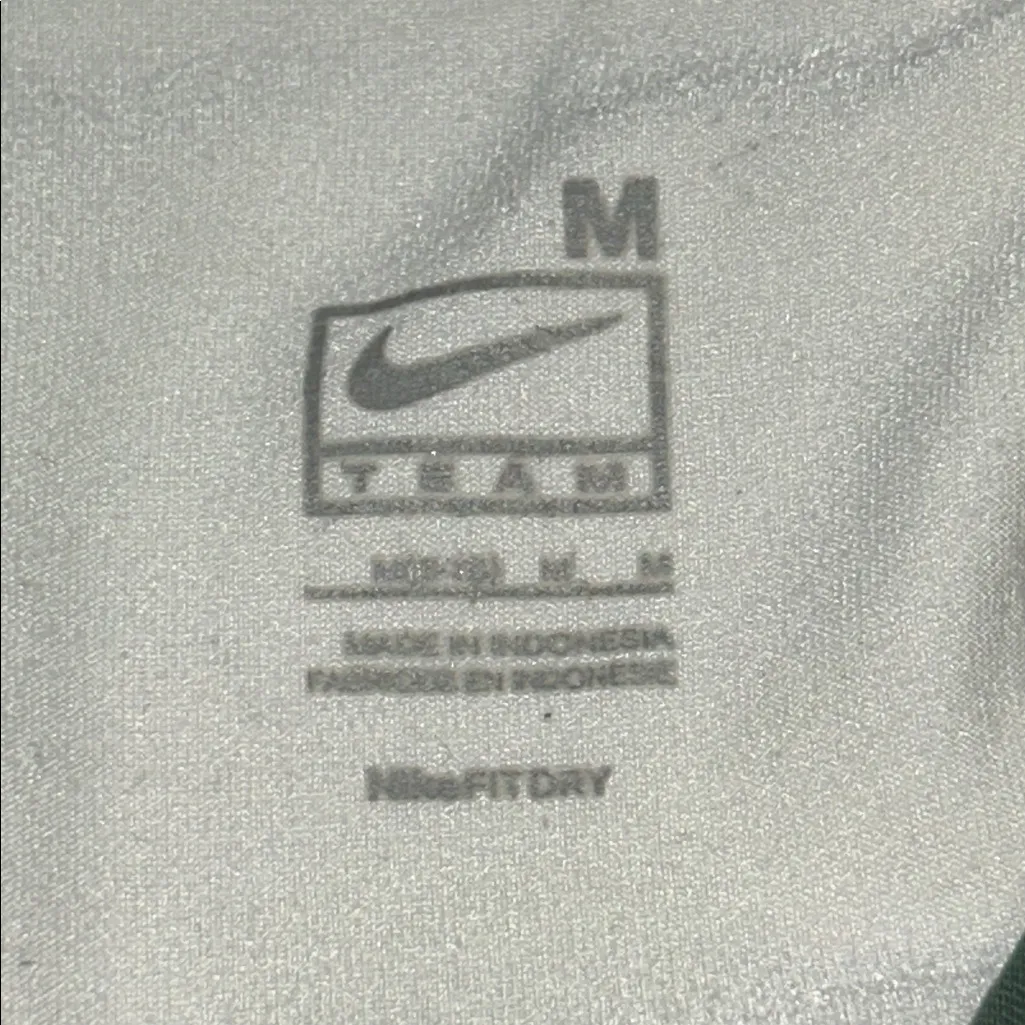 M
TEAM
M M
MADE IN INDONESIA
FABRIQUE EN INDONESIE
NikeFITDRY